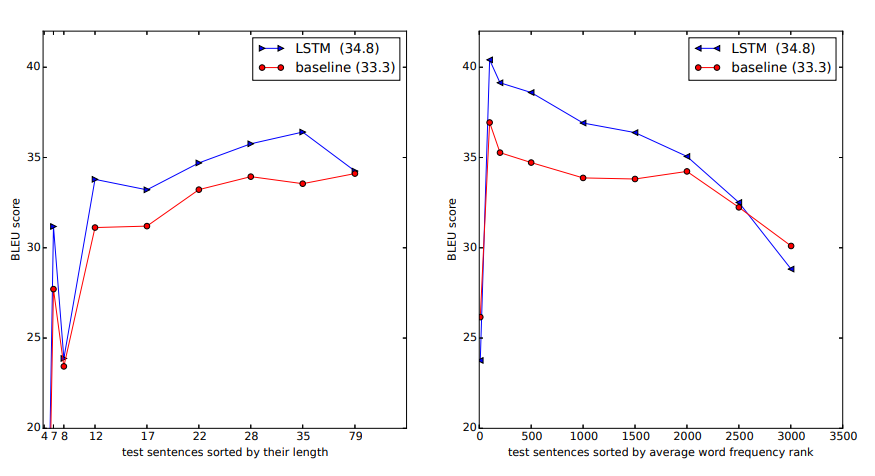 LSTM (34.8)
baseline (33.3)
40
35
30
25
20
BLEU score
4 7 8 12 17 22 28 35 79
test sentences sorted by their length
LSTM (34.8)
baseline (33.3)
40
35
30
25
20
BLEU score
0 500 1000 1500 2000 2500 3000 3500
test sentences sorted by average word frequency rank